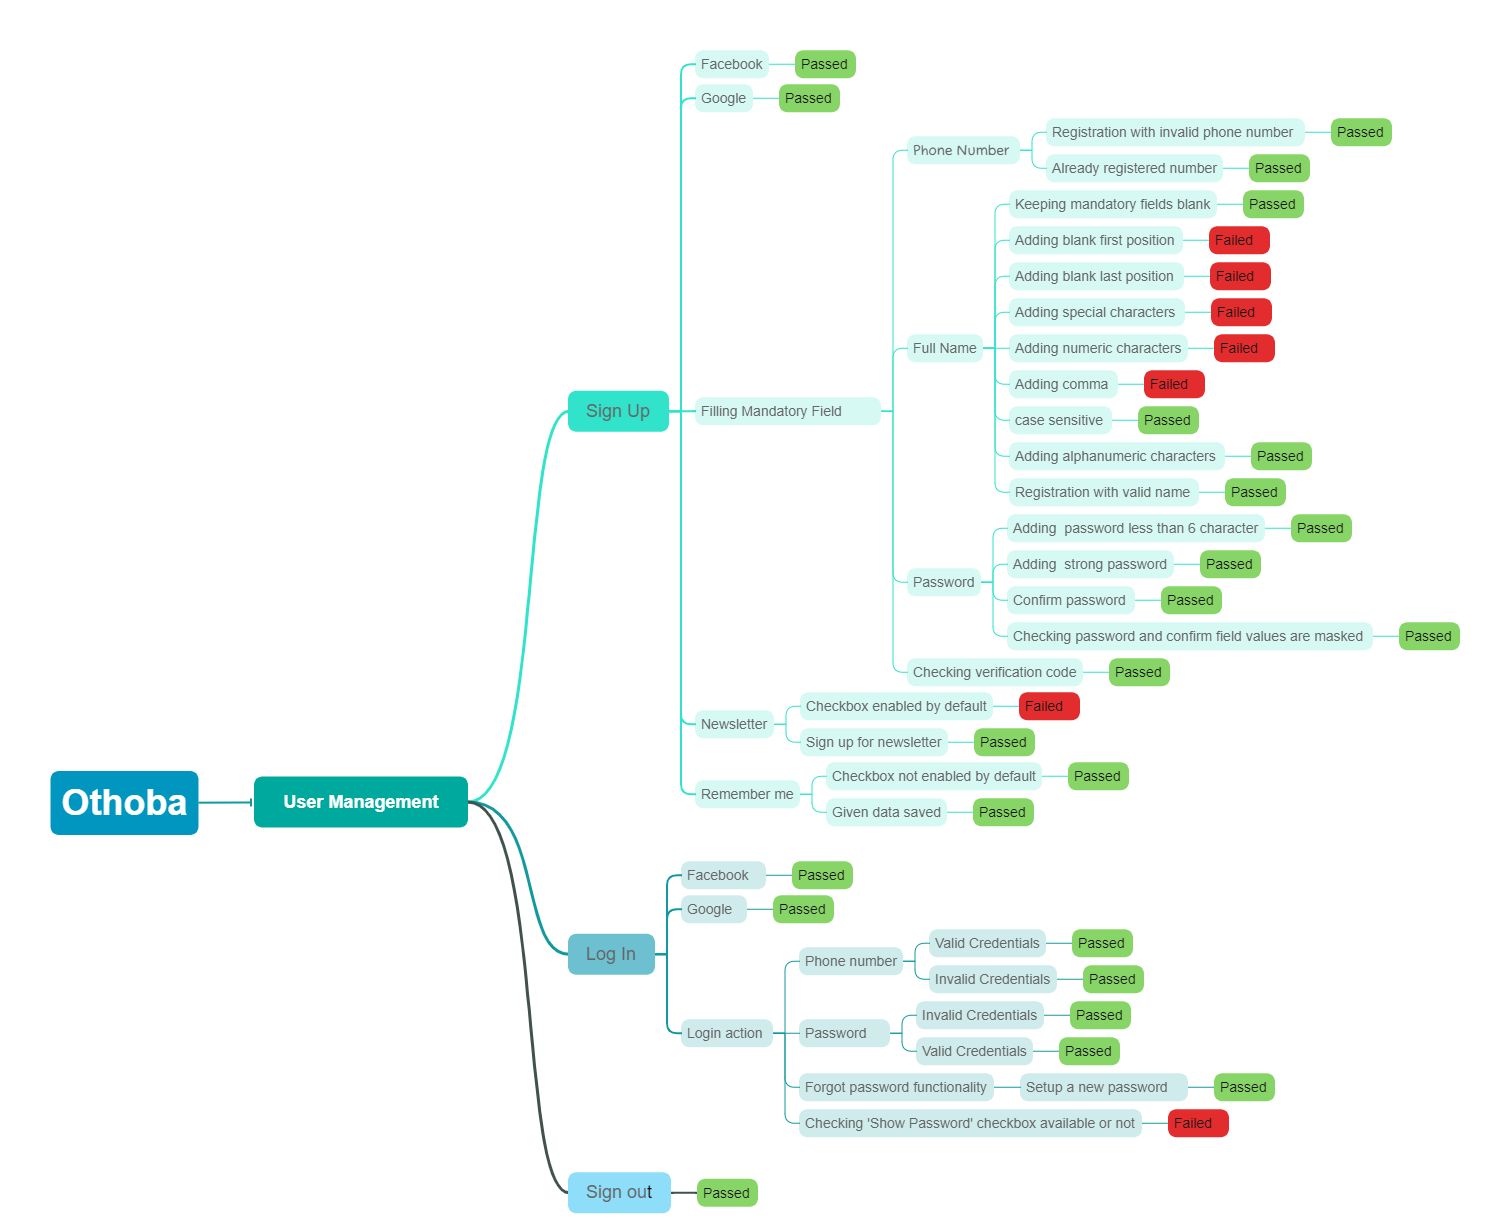 Facebook Passed
Google Passed
Registration with invalid phone number Passed
Phone Number
Already registered number Passed
Keeping mandatory fields blank Passed
Adding blank first position Failed
Adding blank last position Failed
Adding special characters Failed
Full Name
Adding numeric characters Failed
Adding comma Failed
Sign Up
Filling Mandatory Field
case sensitive Passed
Adding alphanumeric characters Passed
Registration with valid name Passed
Adding  password less than 6 character Passed
Adding  strong password Passed
Password
Confirm password Passed
Checking password and confirm field values are masked Passed
Checking verification code Passed
Newsletter
Checkbox enabled by default Failed
Sign up for newsletter Passed
Remember me
Checkbox not enabled by default Passed
Given data saved Passed
Othoba
User Management
Facebook Passed
Google Passed
Log In
Phone number
Valid Credentials Passed
Invalid Credentials Passed
Login action
Password
Invalid Credentials Passed
Valid Credentials Passed
Forgot password functionality Setup a new password Passed
Checking 'Show Password' checkbox available or not Failed
Sign out Passed